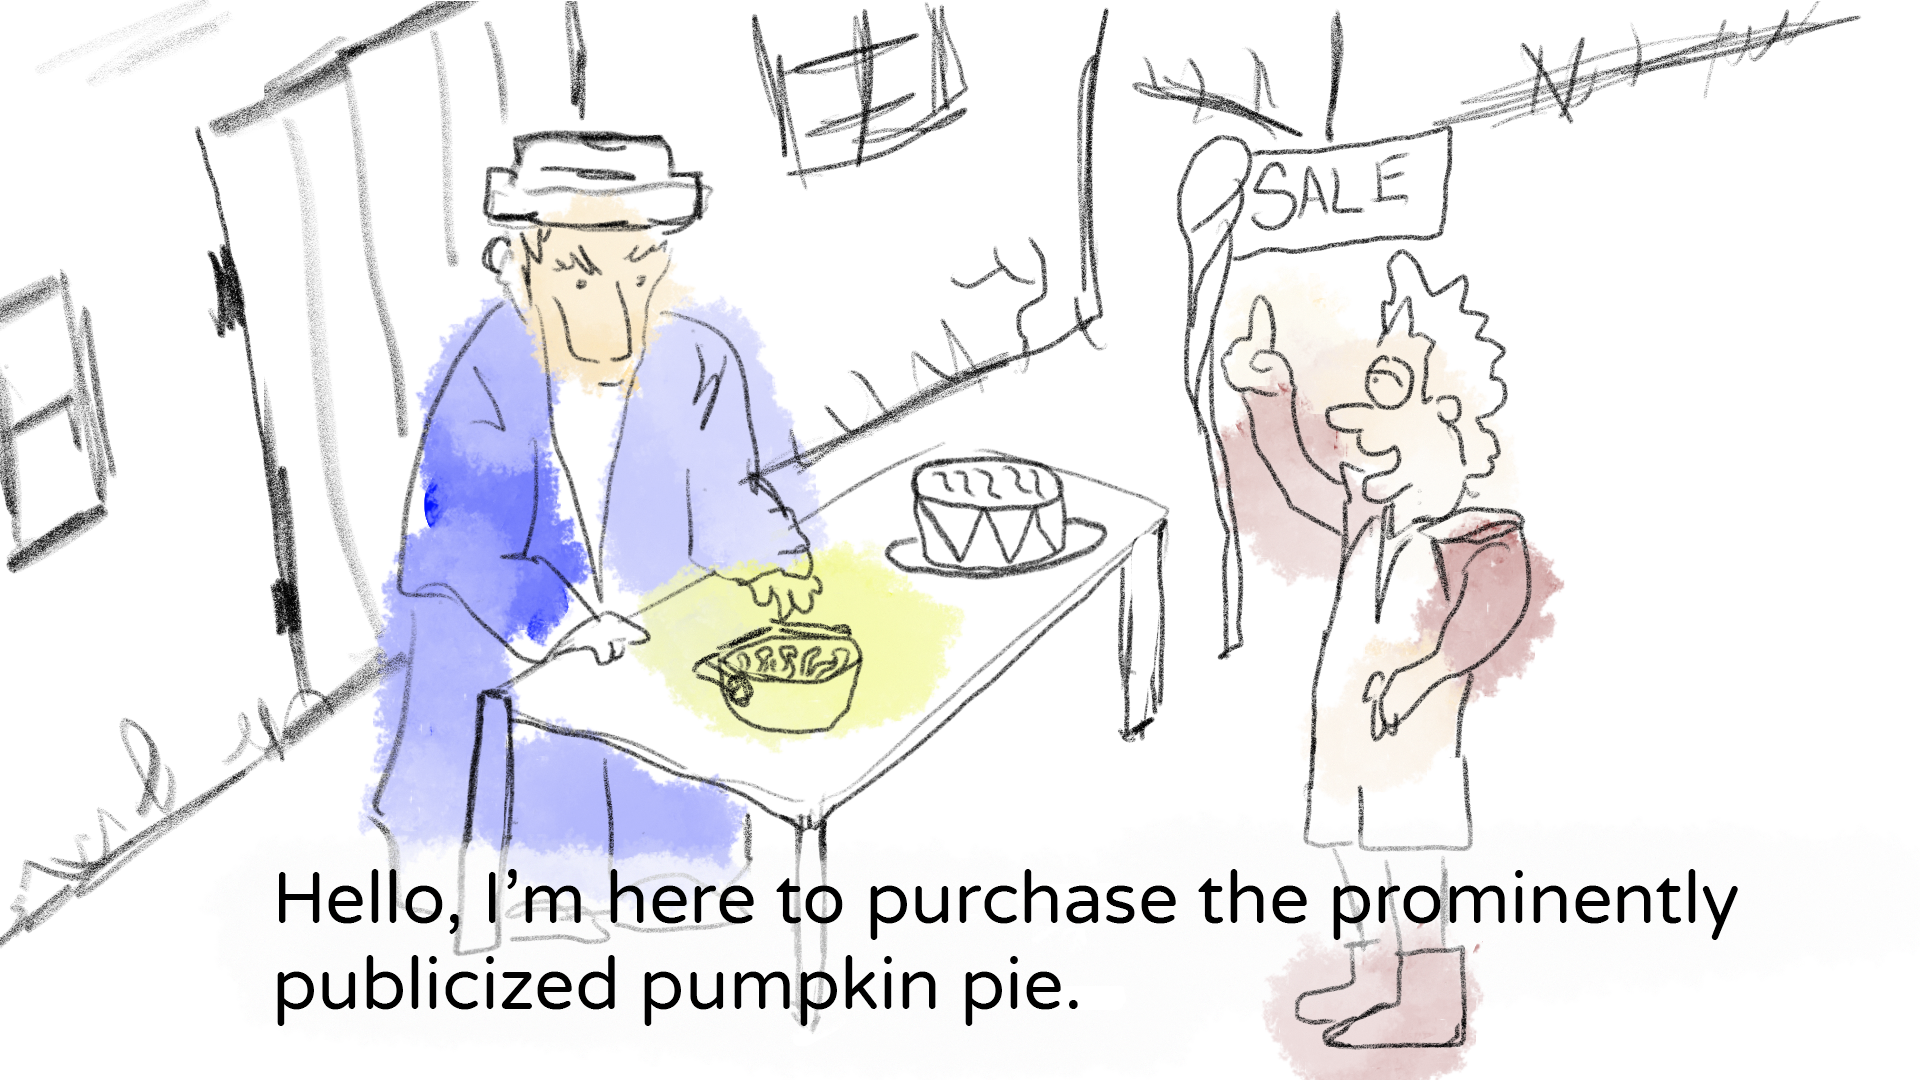 SALE
Hello, I’m here to purchase the prominently
publicized pumpkin pie.